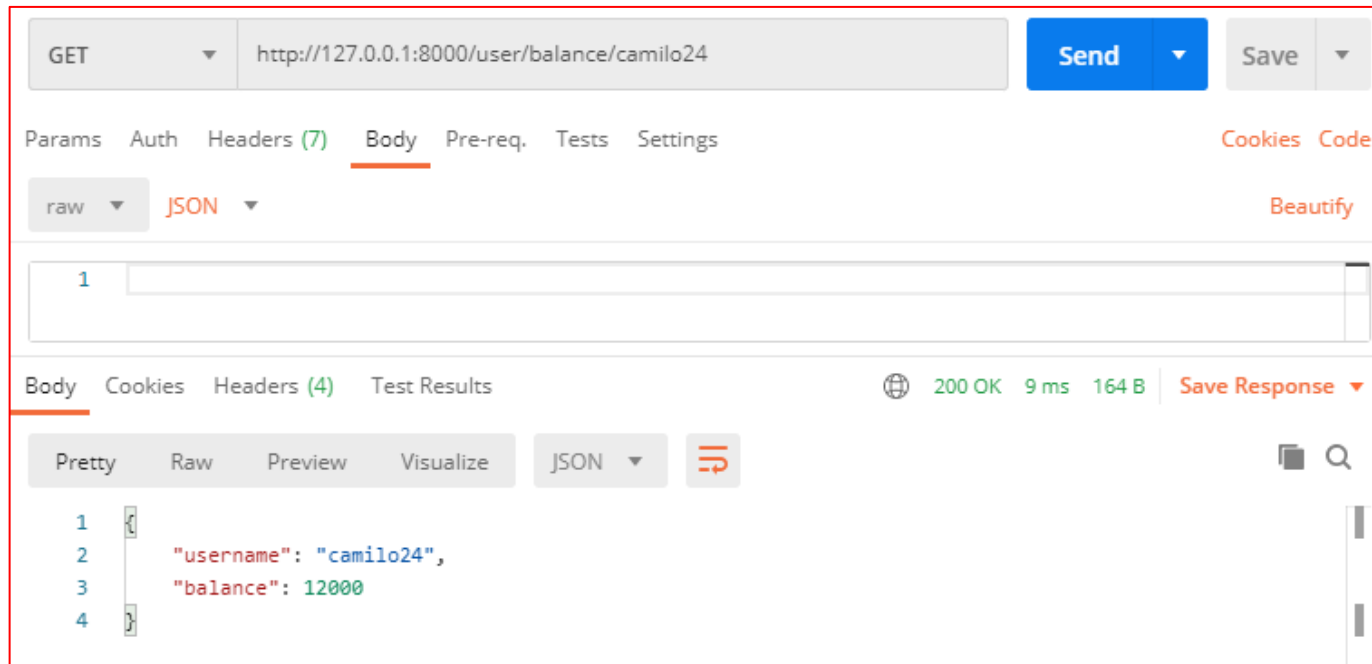 GET http://127.0.0.1:8000/user/balance/camilo24 Send Save
Params Auth Headers (7) Body Pre-req. Tests Settings Cookies Code
raw JSON Beautify
1
Body Cookies Headers (4) Test Results 200 OK 9 ms 164 B Save Response
Pretty Raw Preview Visualize JSON
1 {
2 "username": "camilo24",
3 "balance": 12000
4 }